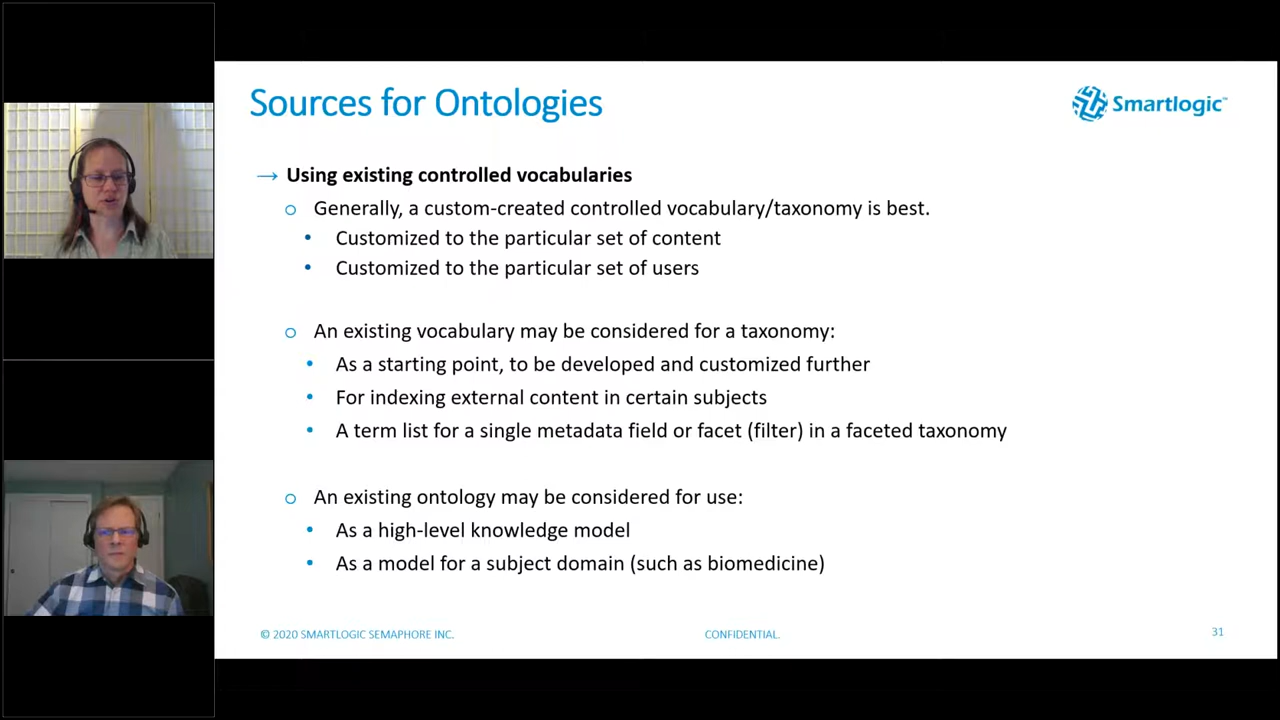 Sources for Ontologies
Smartlogic™
→ Using existing controlled vocabularies
o Generally, a custom-created controlled vocabulary/taxonomy is best.
• Customized to the particular set of content
• Customized to the particular set of users
o An existing vocabulary may be considered for a taxonomy:
• As a starting point, to be developed and customized further
• For indexing external content in certain subjects
• A term list for a single metadata field or facet (filter) in a faceted taxonomy
o An existing ontology may be considered for use:
• As a high-level knowledge model
• As a model for a subject domain (such as biomedicine)
© 2020 SMARTLOGIC SEMAPHORE INC.
CONFIDENTIAL.
31